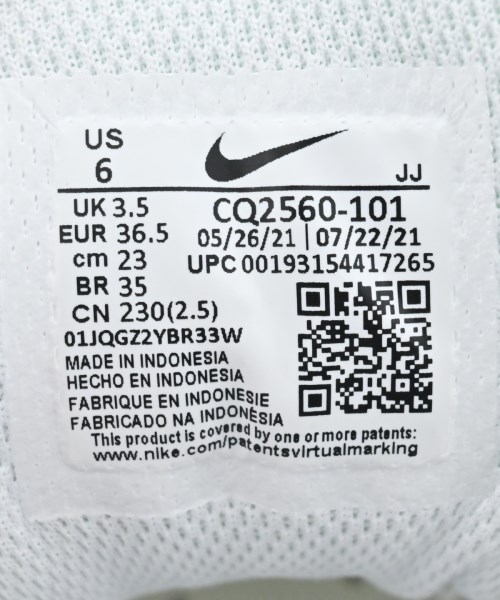 US
6
JJ
UK 3.5
EUR 36.5
cm 23
BR 35
CN 230(2.5)
CQ2560-101
05/26/21 | 07/22/21
UPC 00193154417265
01JQGZ2YBR33W
MADE IN INDONESIA
HECHO EN INDONESIA
FABRIQUE EN INDONESIE
FABRICADO NA INDONÉSIA
This product is covered by one or more patents:
www.nike.com/patentsvirtualmarking